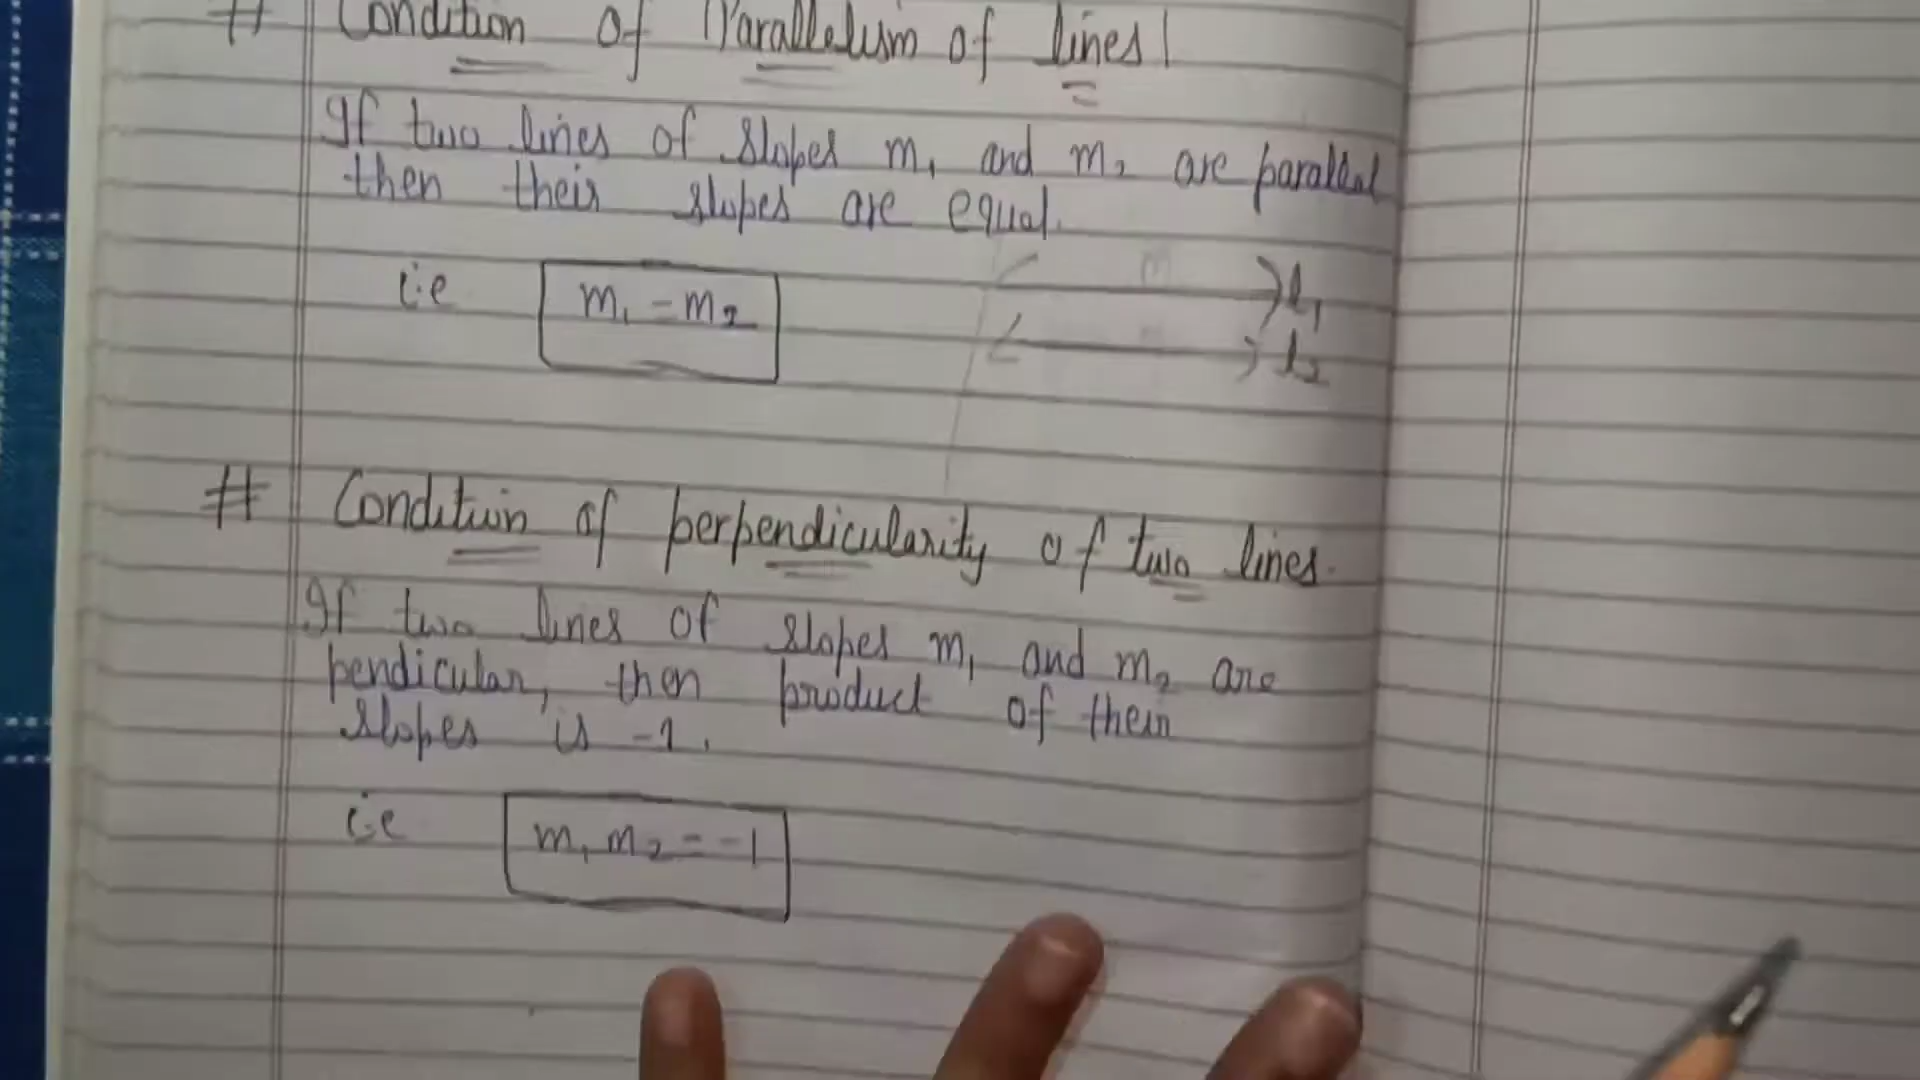 # Condition of Parallelism of lines
If two lines of slopes m₁ and m₂ are parallel
then their slopes are equal.
i.e m₁ = m₂
l₁
l₂
# Condition of perpendicularity of two lines.
If two lines of slopes m₁ and m₂ are
pendicular, then product of their
slopes is -1.
i.e m₁ m₂ = -1